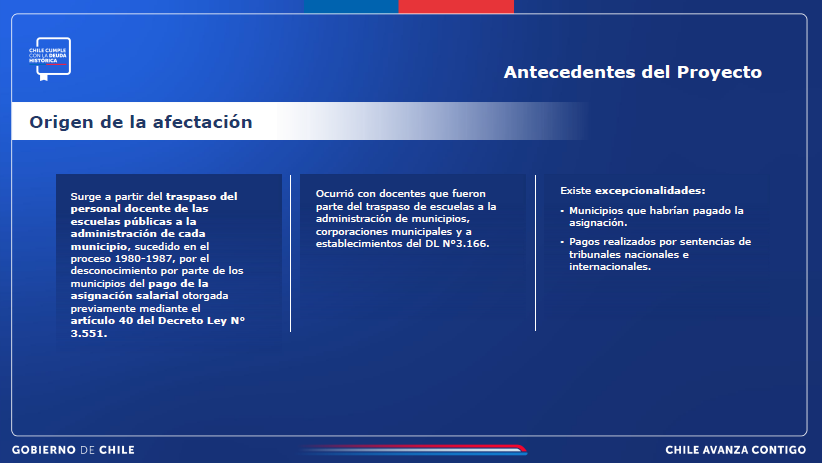 CHILE CUMPLE
CON LA DEUDA
HISTÓRICA
Antecedentes del Proyecto
Origen de la afectación
Surge a partir del traspaso del
personal docente de las
escuelas públicas a la
administración de cada
municipio, sucedido en el
proceso 1980-1987, por el
desconocimiento por parte de los
municipios del pago de la
asignación salarial otorgada
previamente mediante el
artículo 40 del Decreto Ley N°
3.551.
Ocurrió con docentes que fueron
parte del traspaso de escuelas a la
administración de municipios,
corporaciones municipales y a
establecimientos del DL N°3.166.
Existe excepcionalidades:
- Municipios que habrían pagado la
asignación.
- Pagos realizados por sentencias de
tribunales nacionales e
internacionales.
GOBIERNO DE CHILE
CHILE AVANZA CONTIGO